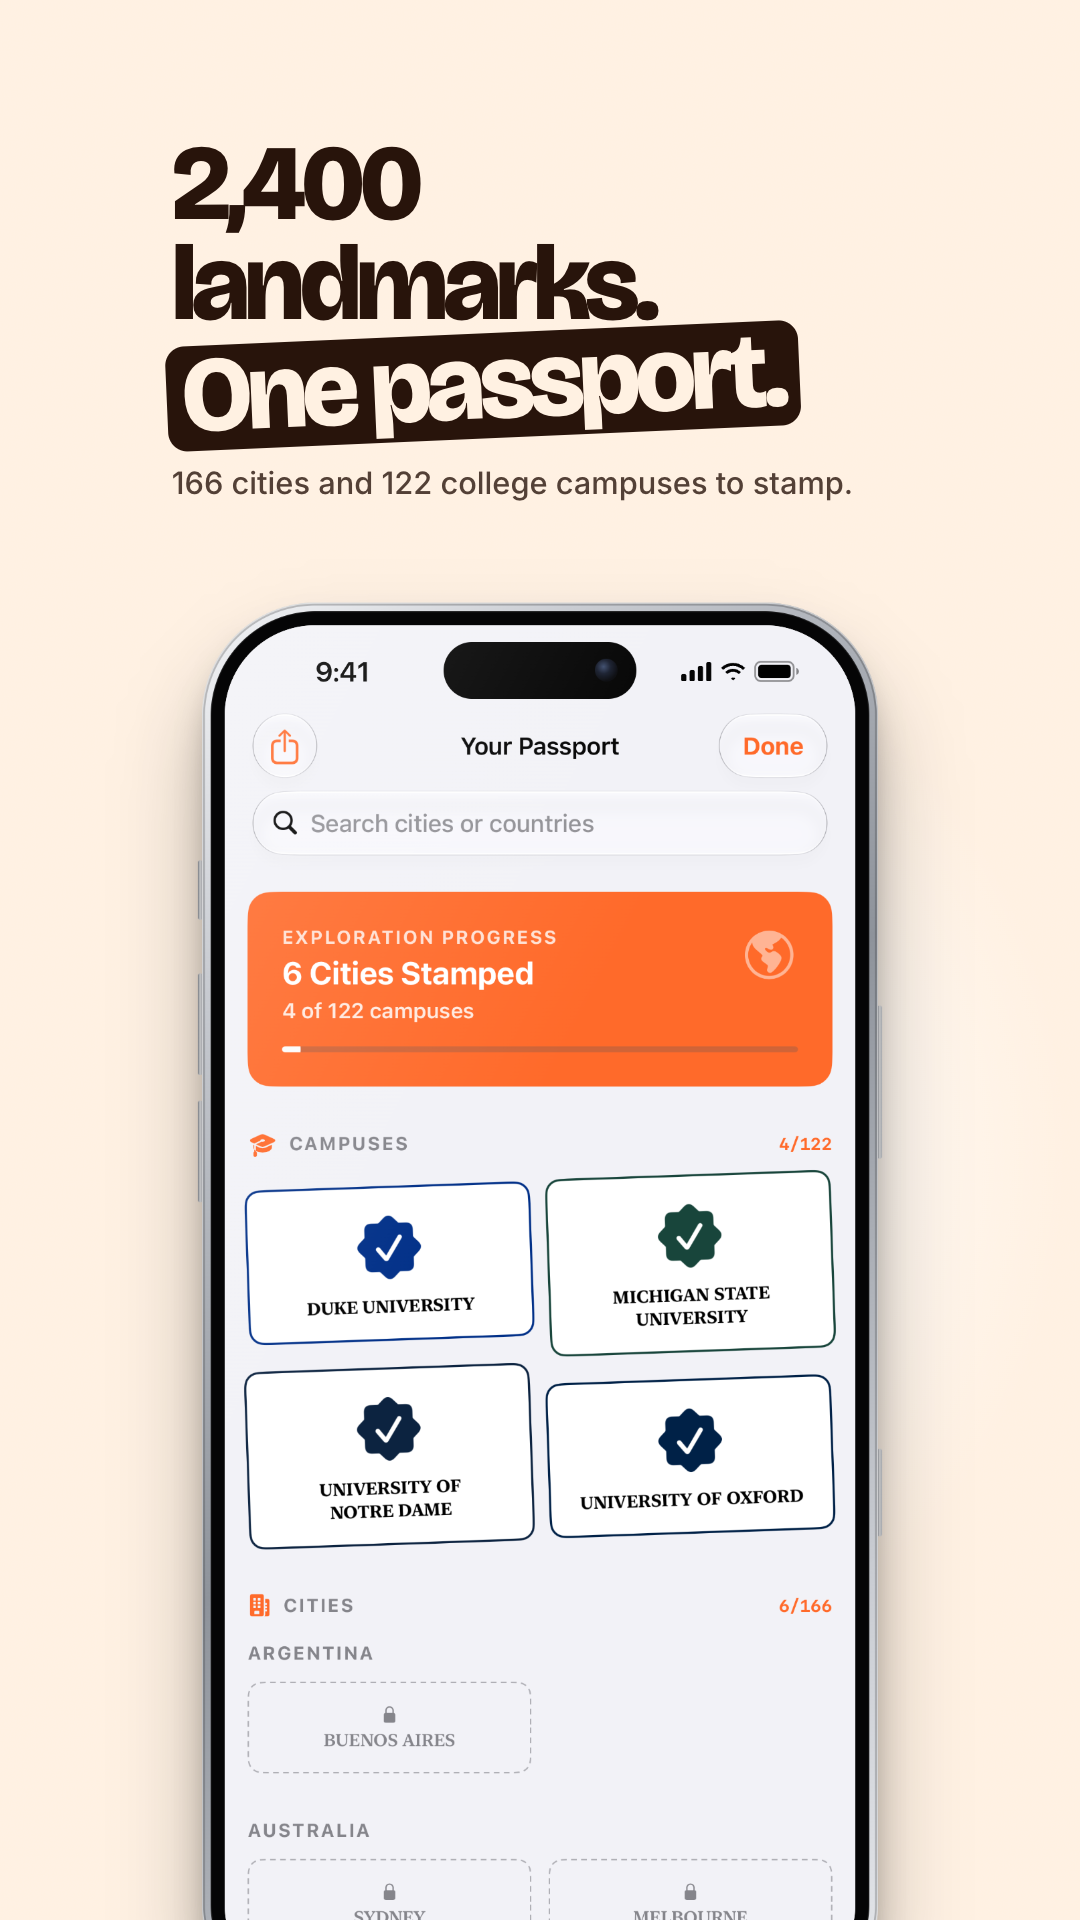 2,400
landmarks.
One passport.
166 cities and 122 college campuses to stamp.
9:41
Your Passport
Done
Search cities or countries
EXPLORATION PROGRESS
6 Cities Stamped
4 of 122 campuses
CAMPUSES
4/122
DUKE UNIVERSITY
MICHIGAN STATE
UNIVERSITY
UNIVERSITY OF
NOTRE DAME
UNIVERSITY OF OXFORD
CITIES
6/166
ARGENTINA
BUENOS AIRES
AUSTRALIA
SYDNEY
MELBOURNE